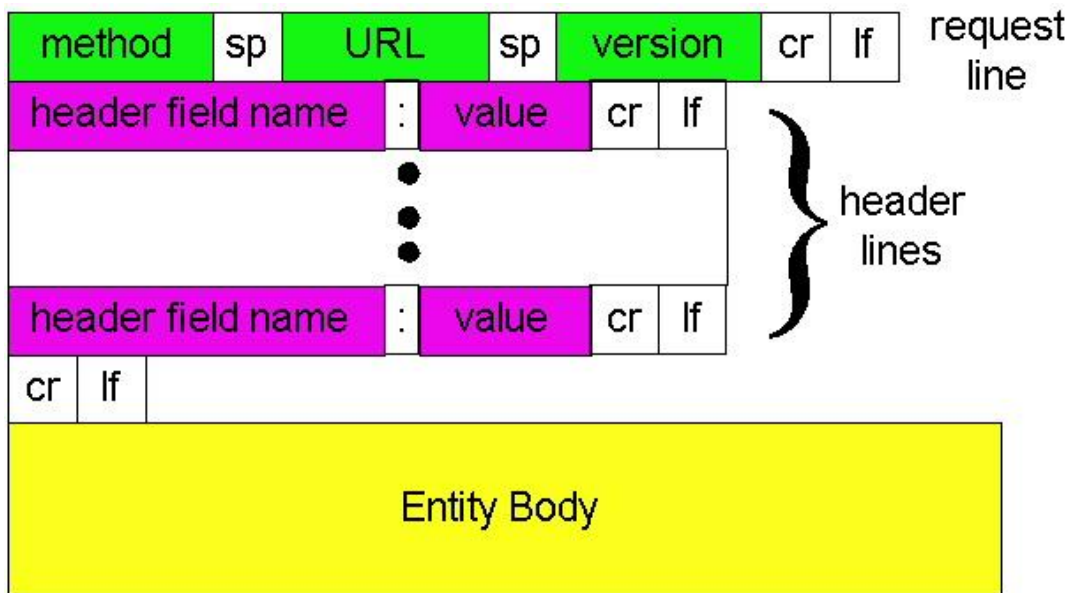 method sp URL sp version cr lf request line
header field name : value cr lf
header lines
header field name : value cr lf
cr lf
Entity Body